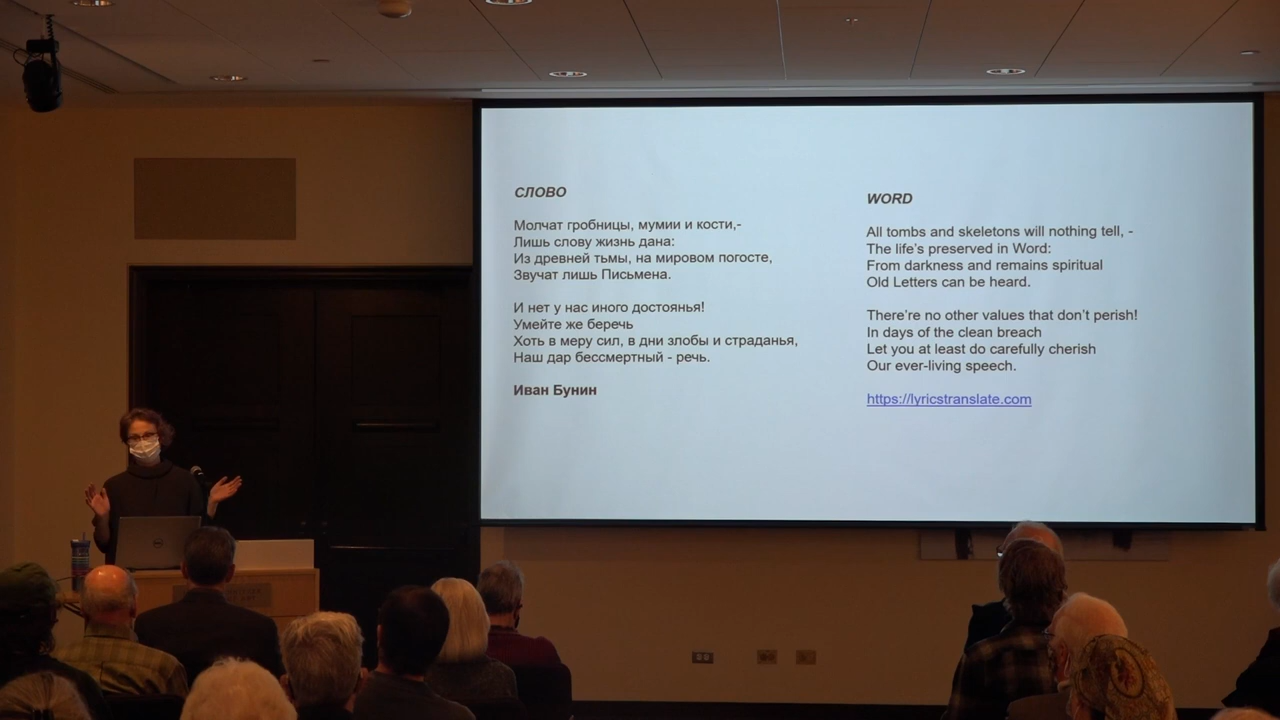 СЛОВО
Молчат гробницы, мумии и кости,-
Лишь слову жизнь дана:
Из древней тьмы, на мировом погосте,
Звучат лишь Письмена.
И нет у нас иного достоянья!
Умейте же беречь
Хоть в меру сил, в дни злобы и страданья,
Наш дар бессмертный - речь.
Иван Бунин
WORD
All tombs and skeletons will nothing tell, -
The life's preserved in Word:
From darkness and remains spiritual
Old Letters can be heard.
There're no other values that don't perish!
In days of the clean breach
Let you at least do carefully cherish
Our ever-living speech.
https://lyricstranslate.com